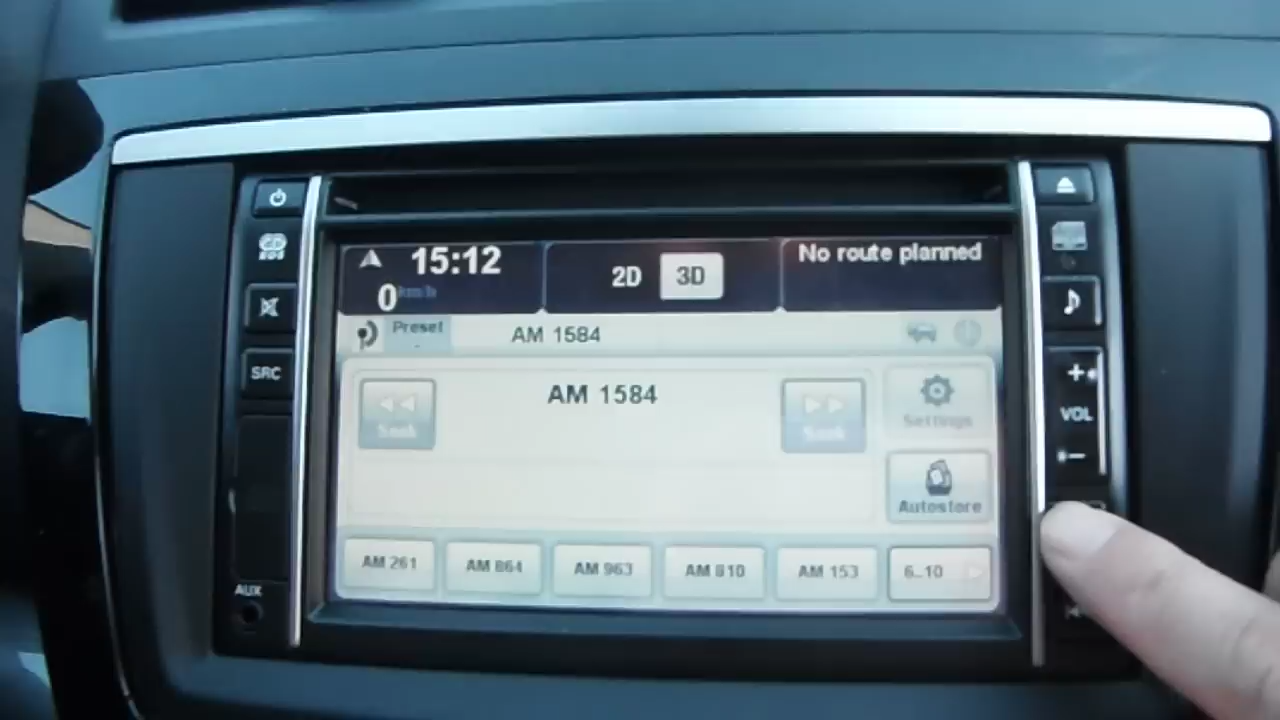 15:12
0 km/h
2D 3D
No route planned
Preset
AM 1584
AM 1584
Seek
Seek
Settings
Autostore
AM 261
AM 864
AM 963
AM 810
AM 153
6..10
SRC
AUX
VOL